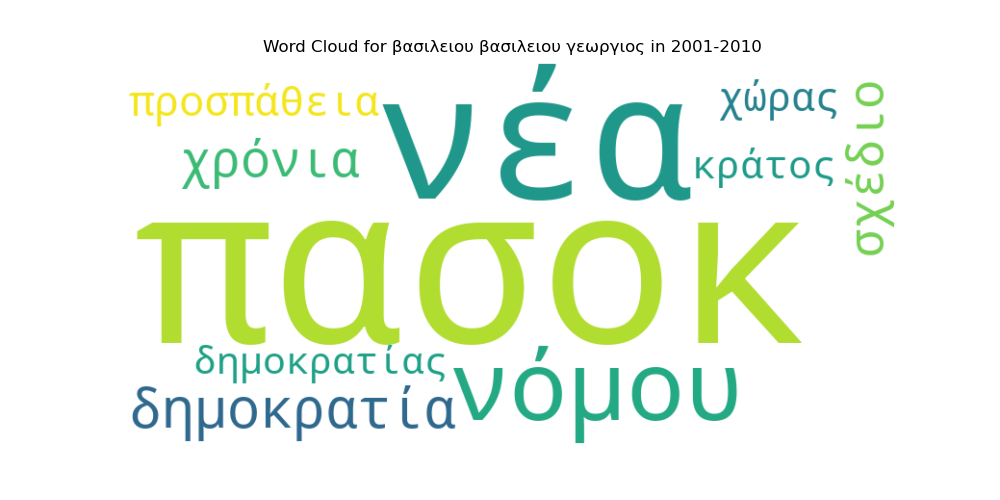 Word Cloud for βασιλειου βασιλειου γεωργιος in 2001-2010
προσπάθεια
νέα
χώρας
σχέδιο
χρόνια
κράτος
πασοκ
δημοκρατίας
νόμου
δημοκρατία